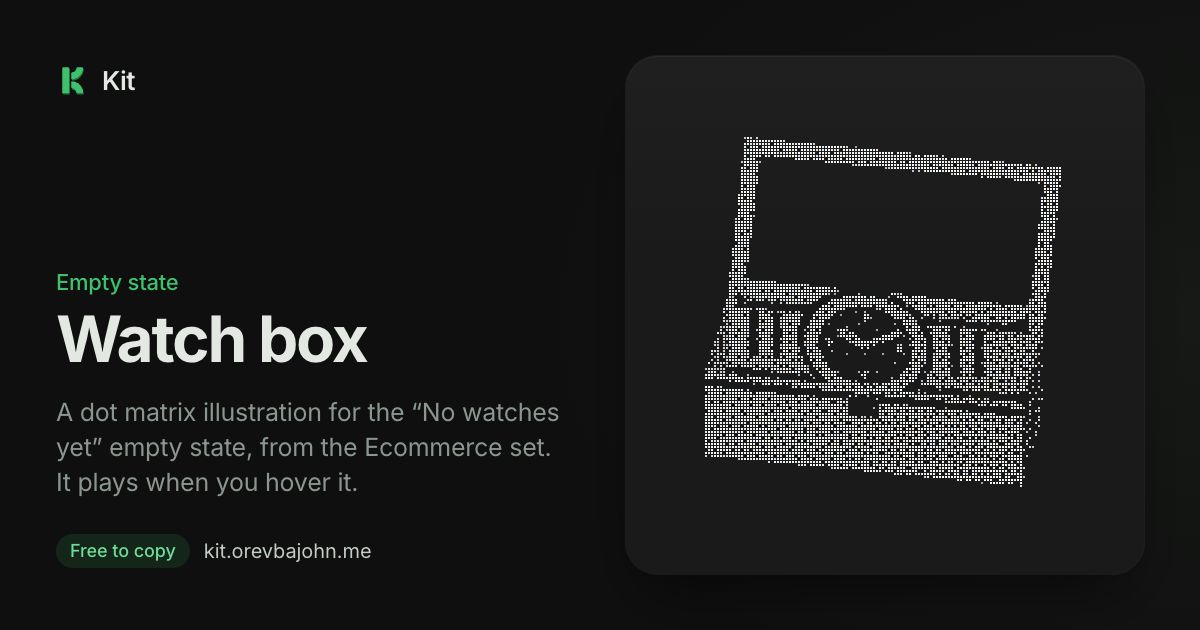 Kit
Empty state
Watch box
A dot matrix illustration for the “No watches
yet” empty state, from the Ecommerce set.
It plays when you hover it.
Free to copy
kit.orevbajohn.me